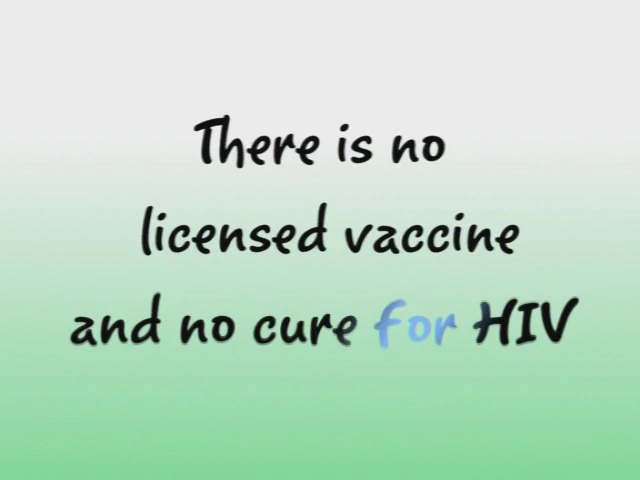 There is no
licensed vaccine
and no cure for HIV